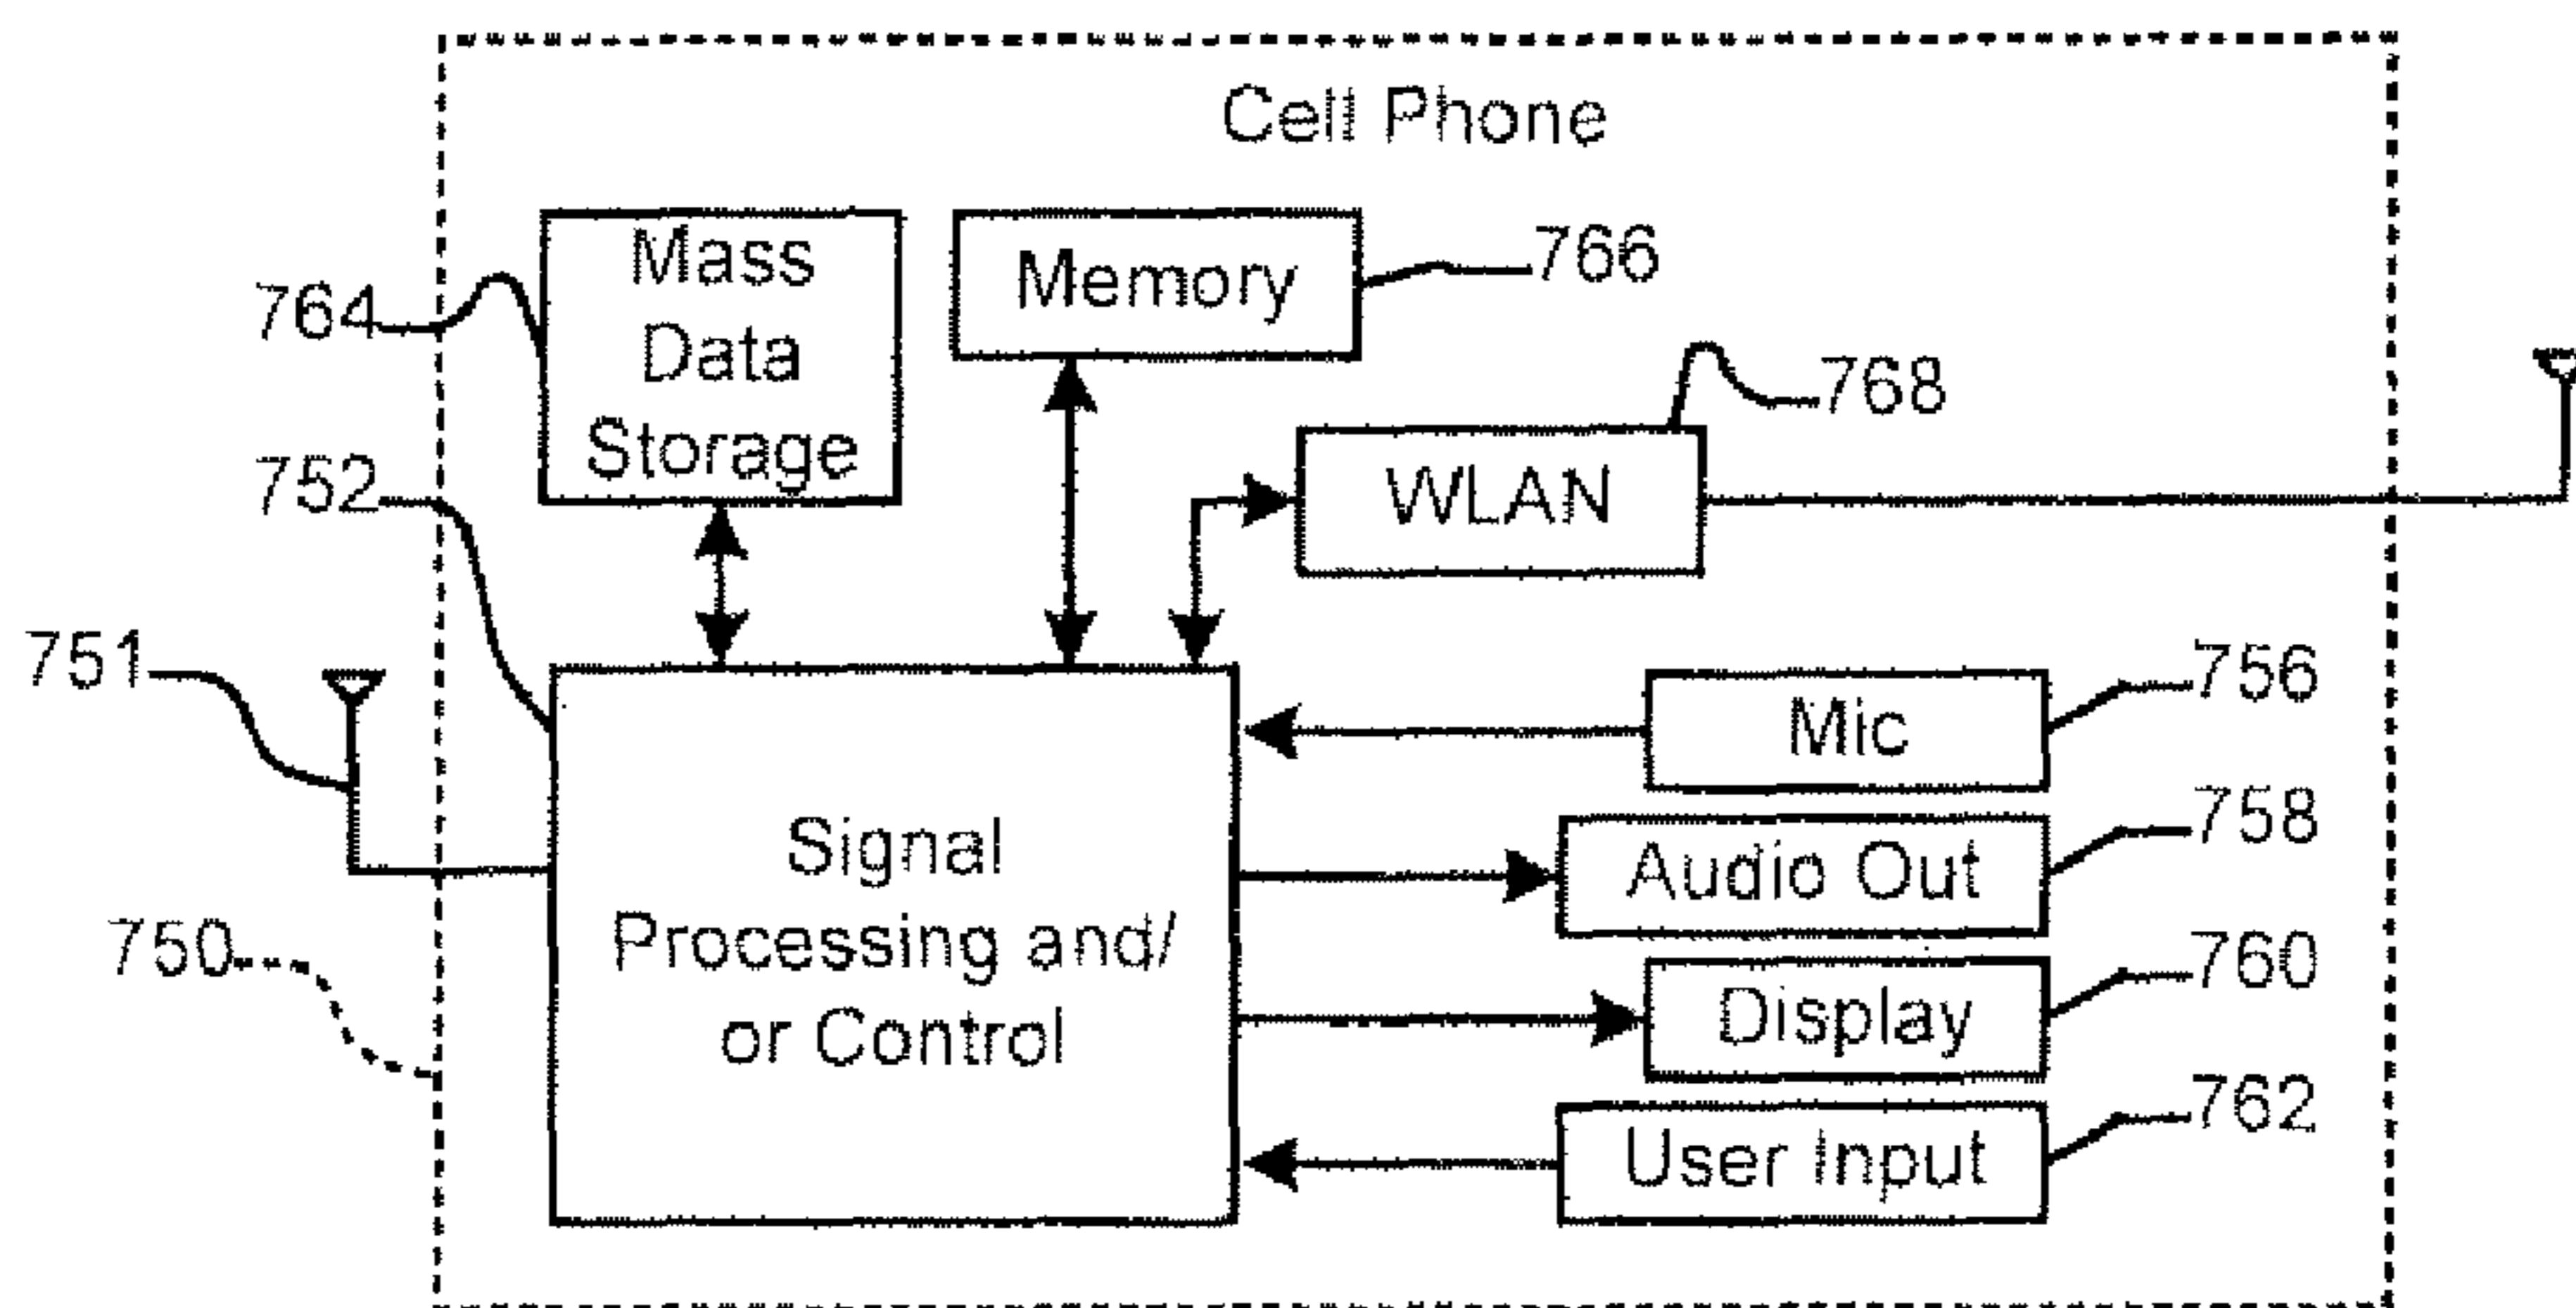 Cell Phone
Mass
Data
Storage
Memory
766
764
768
WLAN
752
751
Mic
756
Signal
Processing and/
or Control
Audio Out
758
750
Display
760
User Input
762